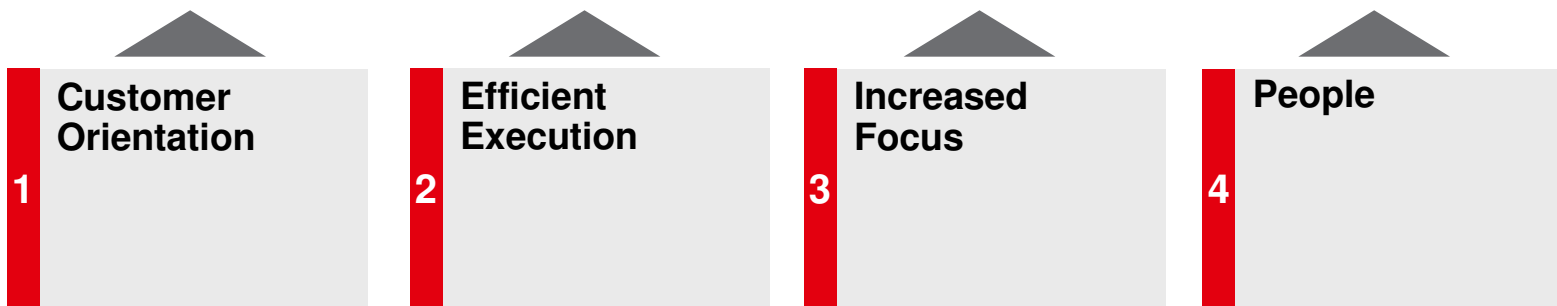 1
Customer
Orientation
2
Efficient
Execution
3
Increased
Focus
4
People